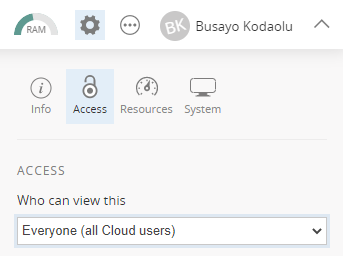 RAM BK Busayo Kodaolu
Info Access Resources System
ACCESS
Who can view this
Everyone (all Cloud users)